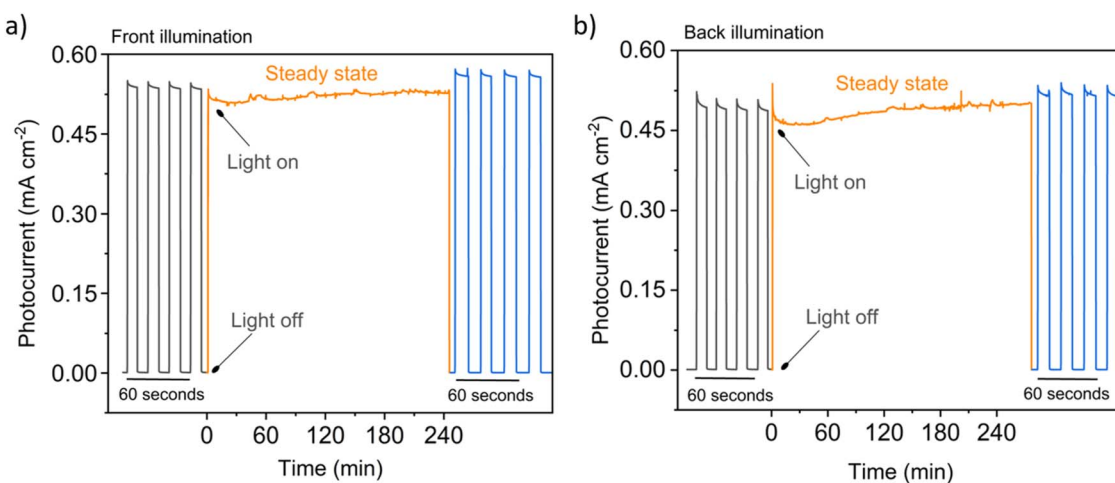 a)
Front illumination
Photocurrent (mA cm-2)
0.60
0.45
0.30
0.15
0.00
Steady state
Light on
Light off
60 seconds
60 seconds
0 60 120 180 240
Time (min)
b)
Back illumination
Photocurrent (mA cm-2)
0.60
0.45
0.30
0.15
0.00
Steady state
Light on
Light off
60 seconds
60 seconds
0 60 120 180 240
Time (min)